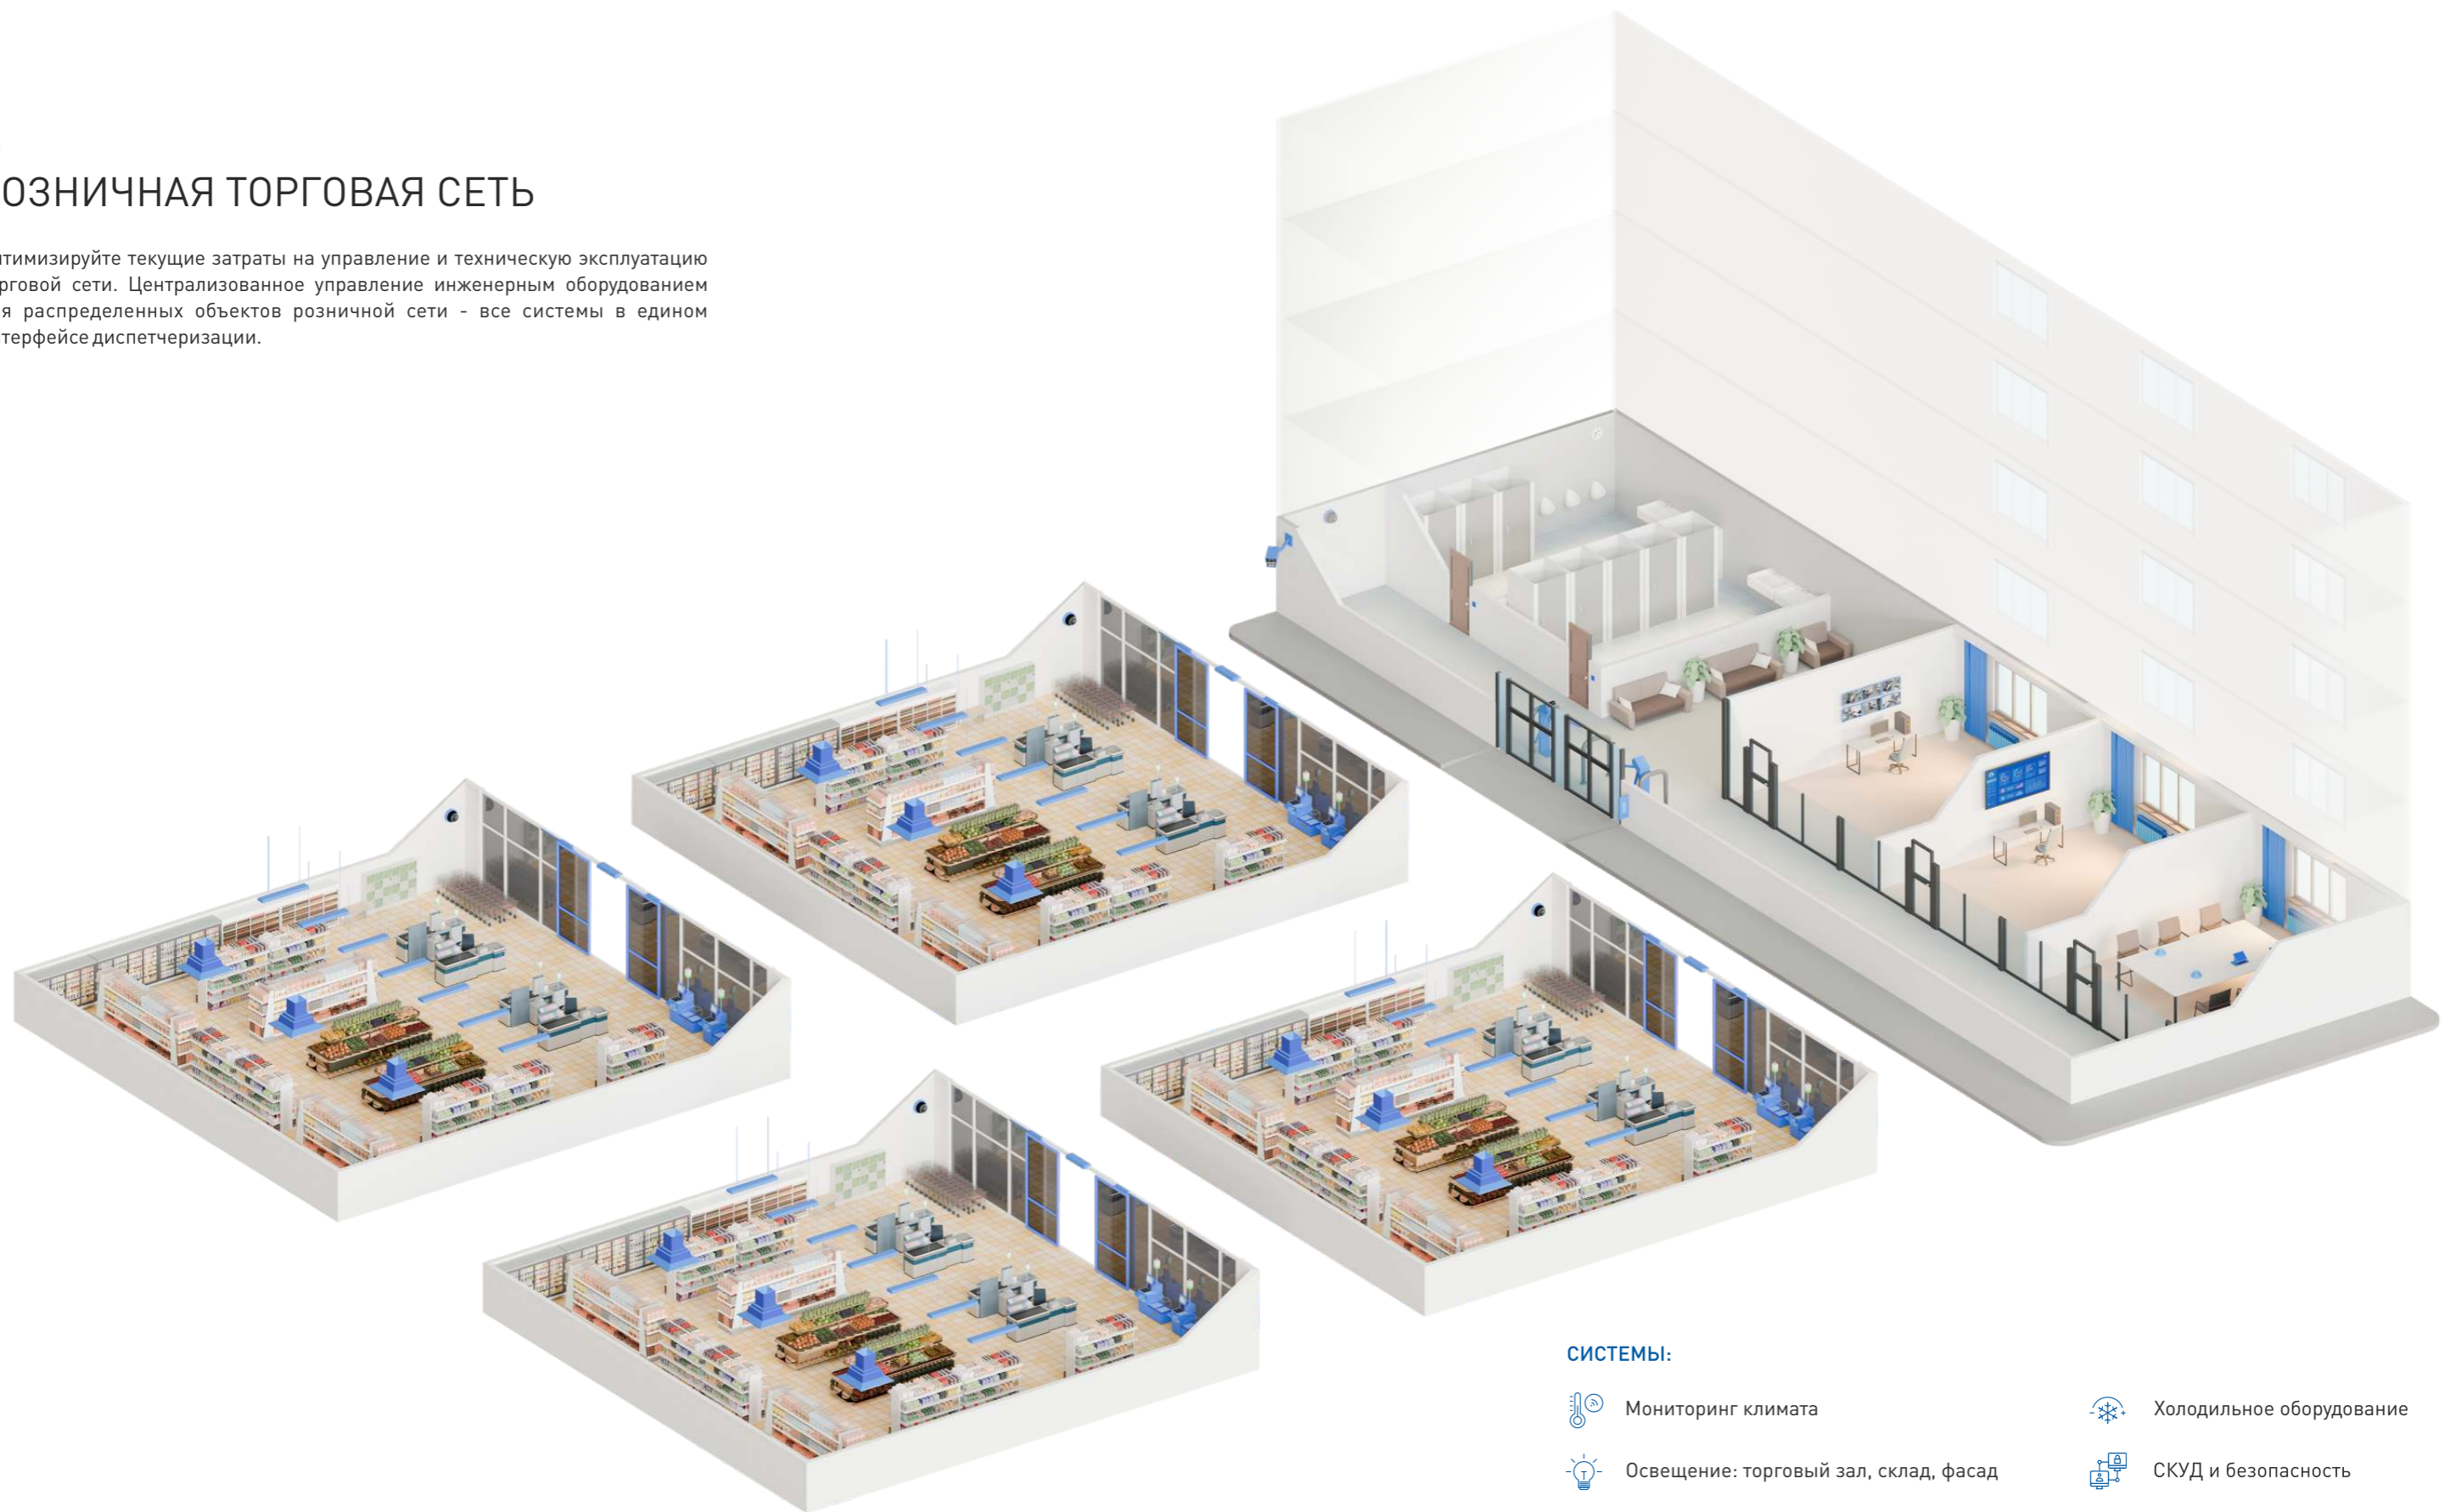 ОЗНИЧНАЯ ТОРГОВАЯ СЕТЬ
тимизируйте текущие затраты на управление и техническую эксплуатацию
рговой сети. Централизованное управление инженерным оборудованием
я распределенных объектов розничной сети - все системы в едином
терфейсе диспетчеризации.
СИСТЕМЫ:
Мониторинг климата
Холодильное оборудование
Освещение: торговый зал, склад, фасад
СКУД и безопасность